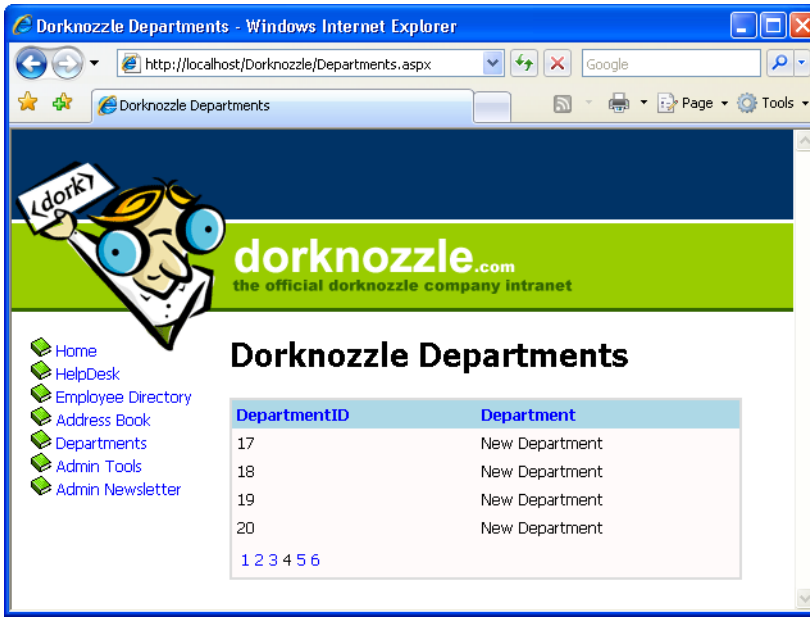 Dorknozzle Departments - Windows Internet Explorer
http://localhost/Dorknozzle/Departments.aspx
Google
Dorknozzle Departments
Page
Tools
<dork>
dorknozzle.com
the official dorknozzle company intranet
Home
HelpDesk
Employee Directory
Address Book
Departments
Admin Tools
Admin Newsletter
Dorknozzle Departments
DepartmentID Department
17 New Department
18 New Department
19 New Department
20 New Department
1 2 3 4 5 6